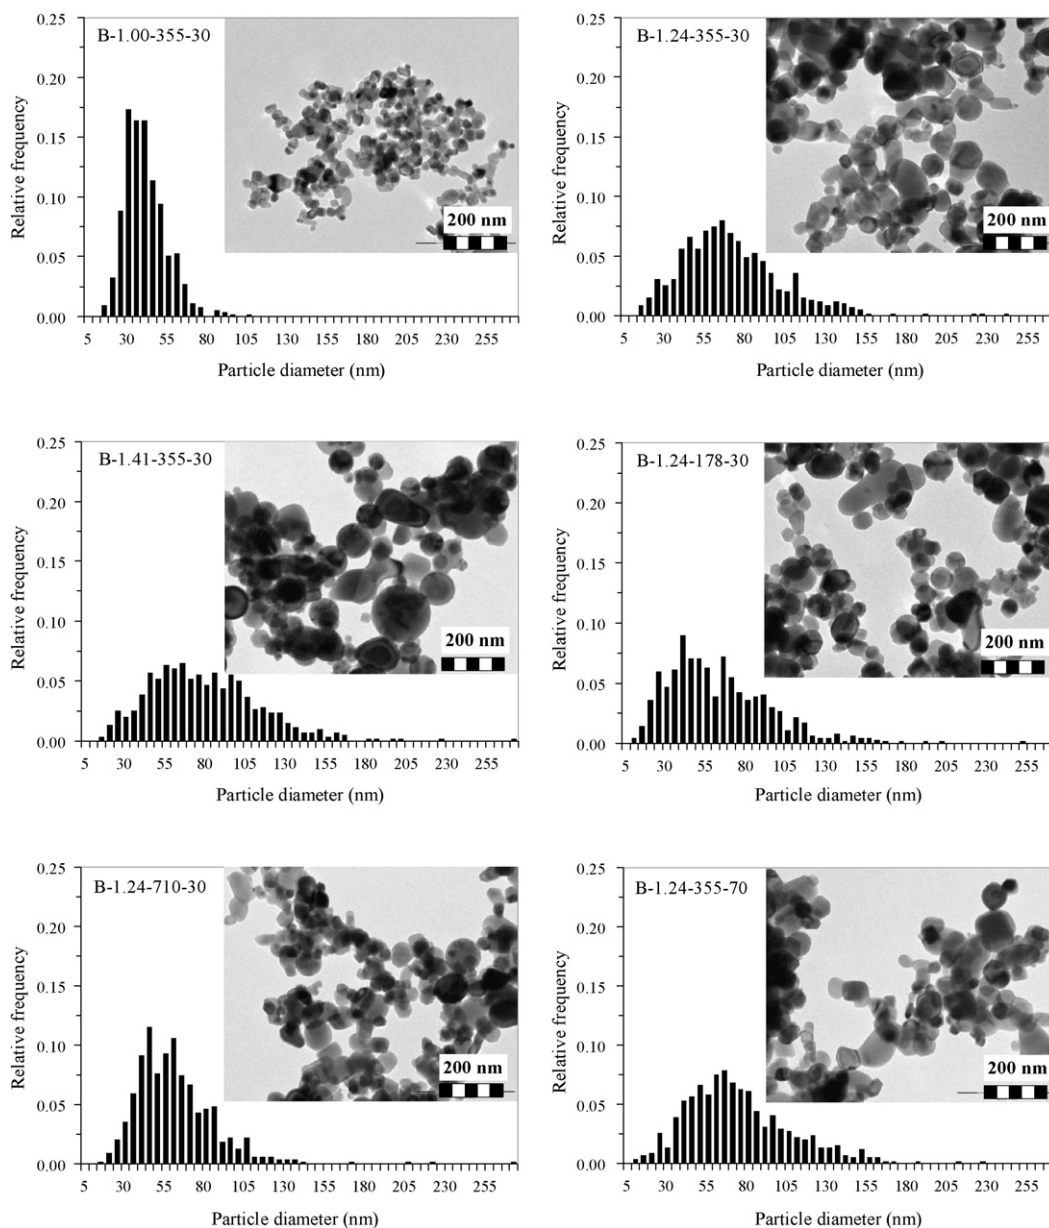 B-1.00-355-30
Relative frequency
0.25
0.20
0.15
0.10
0.05
0.00
200 nm
5 30 55 80 105 130 155 180 205 230 255
Particle diameter (nm)
B-1.24-355-30
Relative frequency
0.25
0.20
0.15
0.10
0.05
0.00
200 nm
5 30 55 80 105 130 155 180 205 230 255
Particle diameter (nm)
B-1.41-355-30
Relative frequency
0.25
0.20
0.15
0.10
0.05
0.00
200 nm
5 30 55 80 105 130 155 180 205 230 255
Particle diameter (nm)
B-1.24-178-30
Relative frequency
0.25
0.20
0.15
0.10
0.05
0.00
200 nm
5 30 55 80 105 130 155 180 205 230 255
Particle diameter (nm)
B-1.24-710-30
Relative frequency
0.25
0.20
0.15
0.10
0.05
0.00
200 nm
5 30 55 80 105 130 155 180 205 230 255
Particle diameter (nm)
B-1.24-355-70
Relative frequency
0.25
0.20
0.15
0.10
0.05
0.00
200 nm
5 30 55 80 105 130 155 180 205 230 255
Particle diameter (nm)